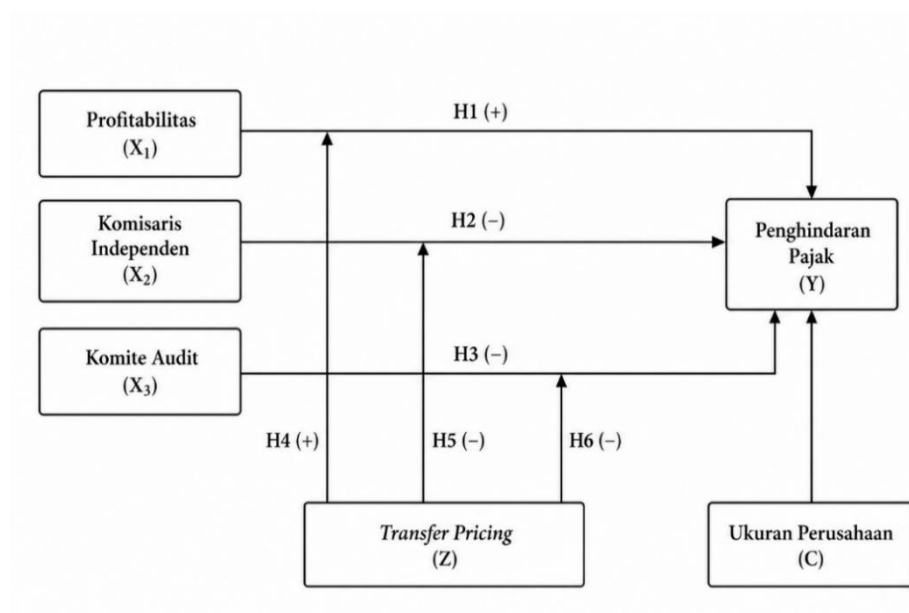 Profitabilitas
(X₁)
H1 (+)
Komisaris
Independen
(X₂)
H2 (−)
Penghindaran
Pajak
(Y)
Komite Audit
(X₃)
H3 (−)
H4 (+)
H5 (−)
H6 (−)
Transfer Pricing
(Z)
Ukuran Perusahaan
(C)